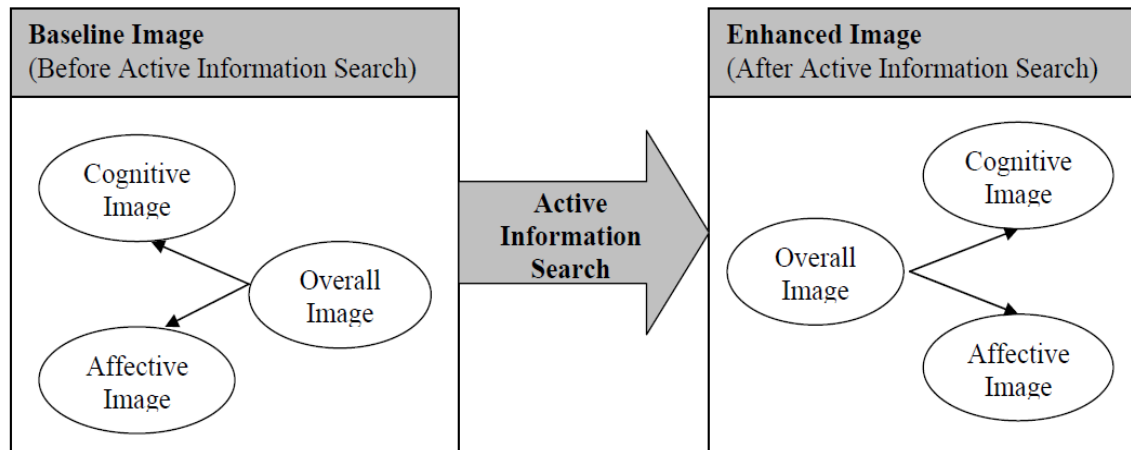 Baseline Image
(Before Active Information Search)
Cognitive
Image
Overall
Image
Affective
Image
Active
Information
Search
Enhanced Image
(After Active Information Search)
Cognitive
Image
Overall
Image
Affective
Image